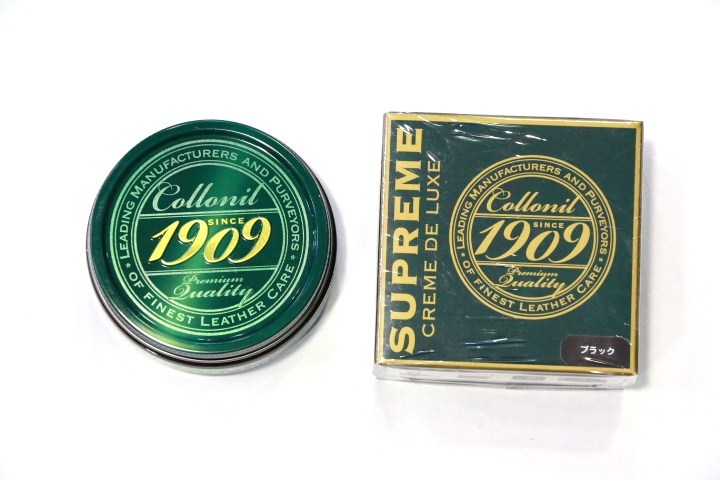 LEADING MANUFACTURERS AND PURVEYORS
Collonil
SINCE
1909
Premium
Quality
* OF FINEST LEATHER CARE *
SUPREME
CREME DE LUXE
LEADING MANUFACTURERS AND PURVEYORS
Collonil
SINCE
1909
Premium
Quality
* OF FINEST LEATHER CARE *
ブラック